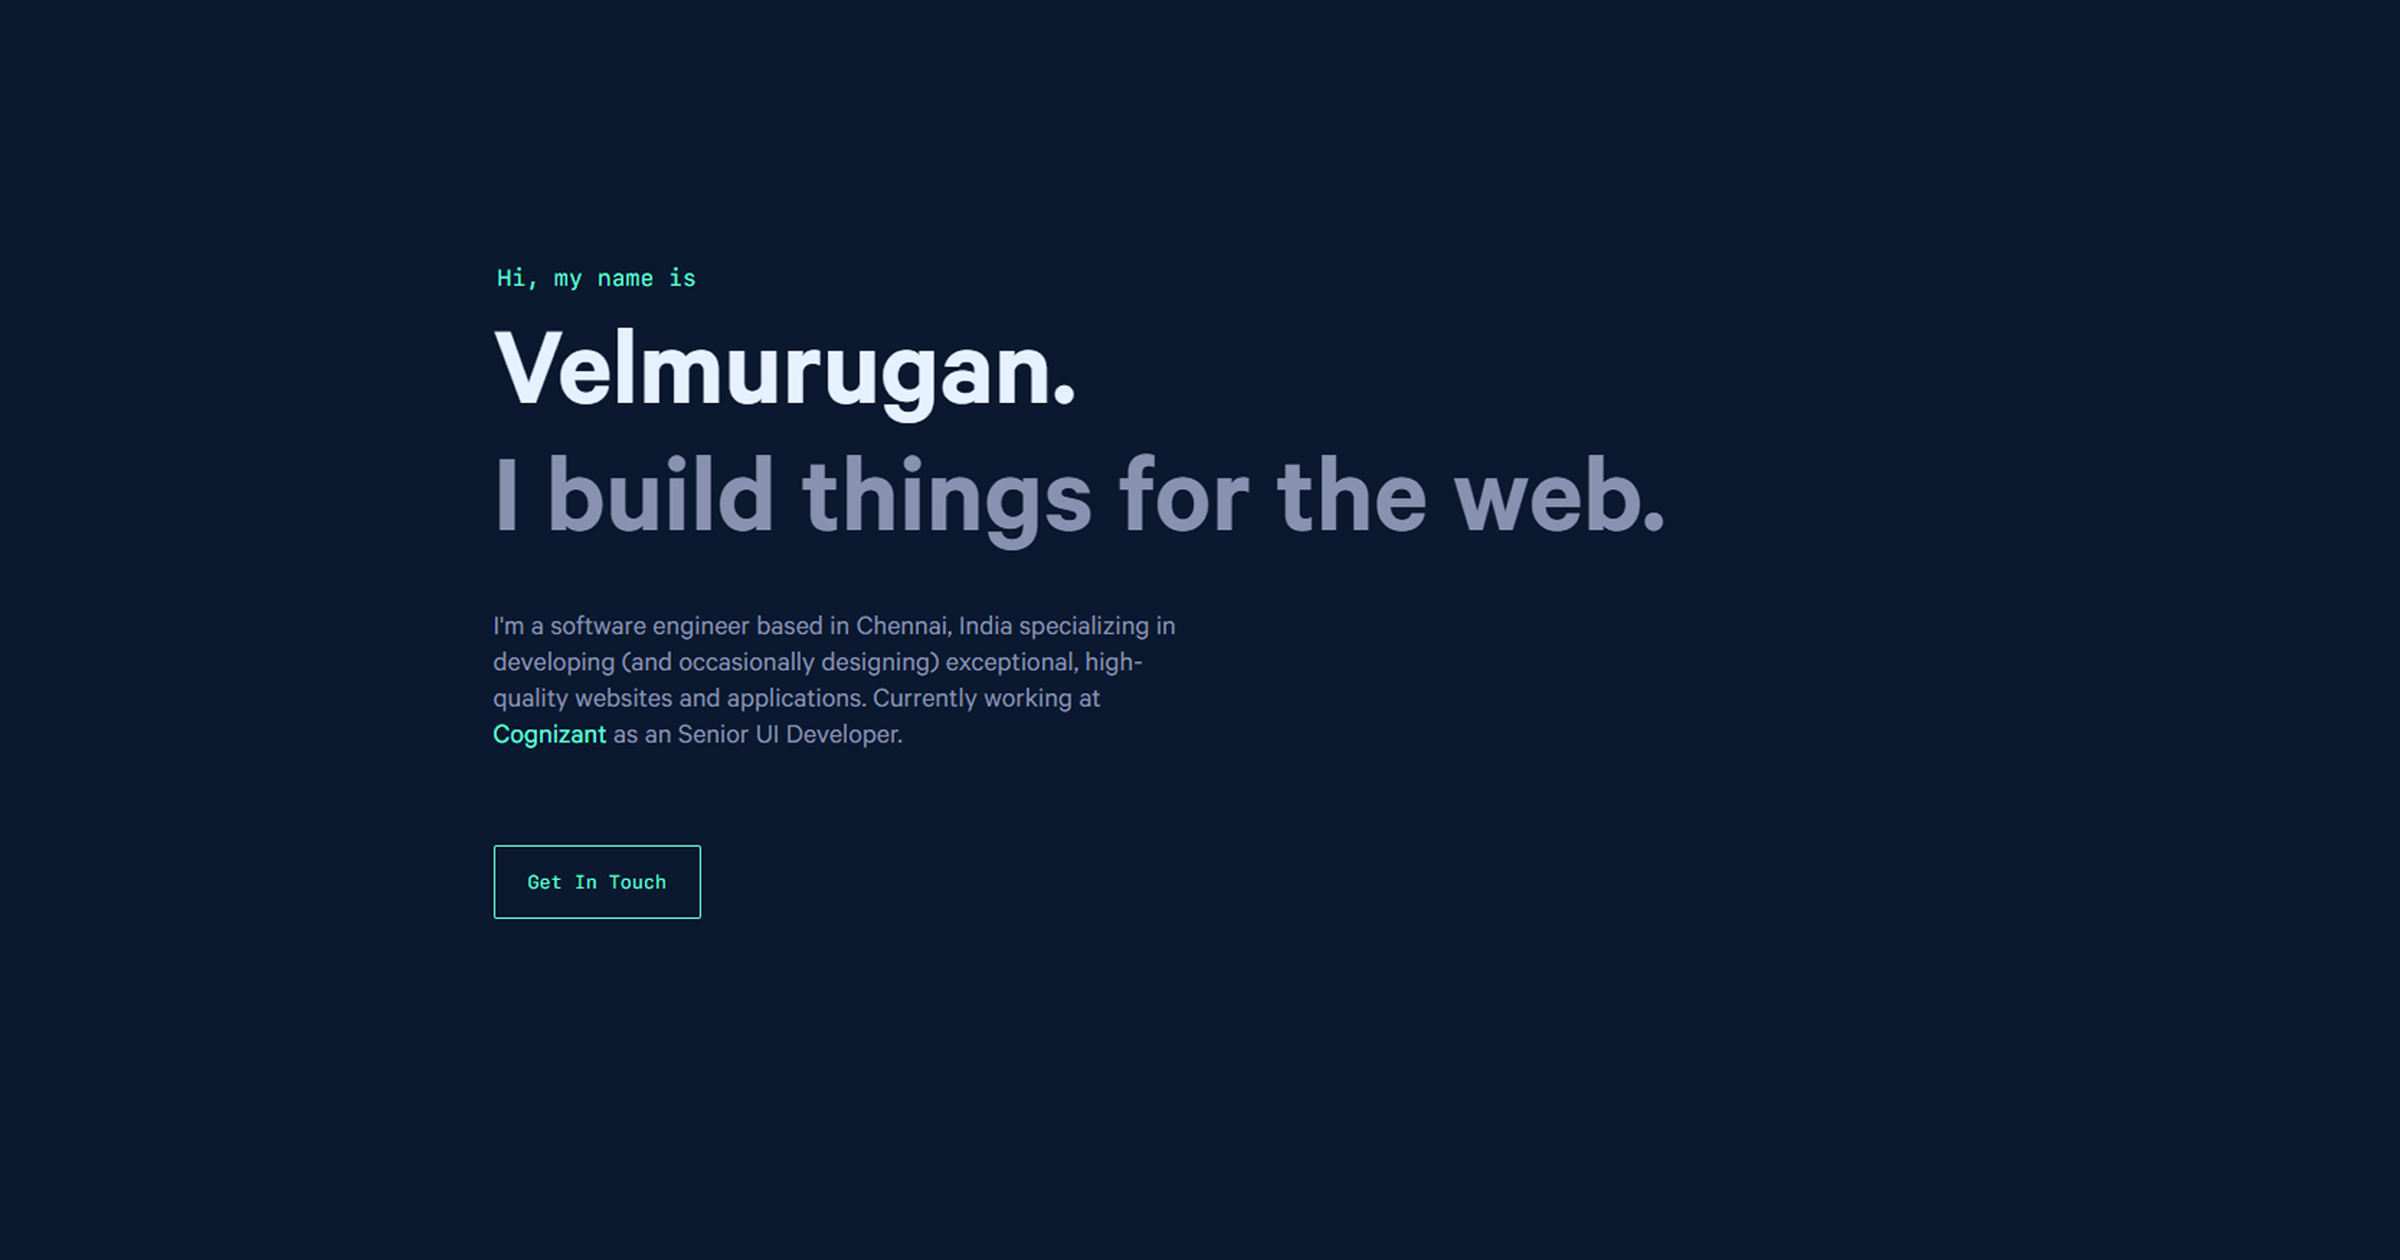 Hi, my name is
Velmurugan.
I build things for the web.
I'm a software engineer based in Chennai, India specializing in
developing (and occasionally designing) exceptional, high-
quality websites and applications. Currently working at
Cognizant as an Senior UI Developer.
Get In Touch